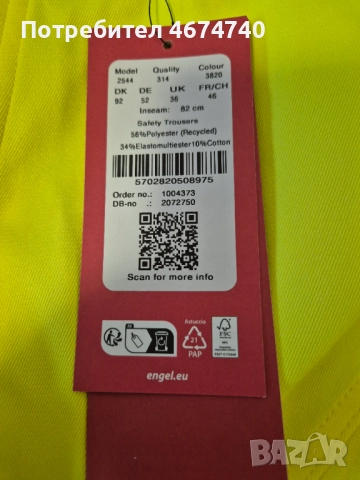 Потребител 4674740
Model Quality Colour
2544 314 3820
DK DE UK FR/CH
92 52 36 46
Inseam: 82 cm
Safety Trousers
56%Polyester (Recycled)
34%Elastomultiester10%Cotton
5702820508975
Order no.: 1004373
DB-no .: 2072750
Scan for more info
Astuccio
21
PAP
FSC
engel.eu
BAZAR